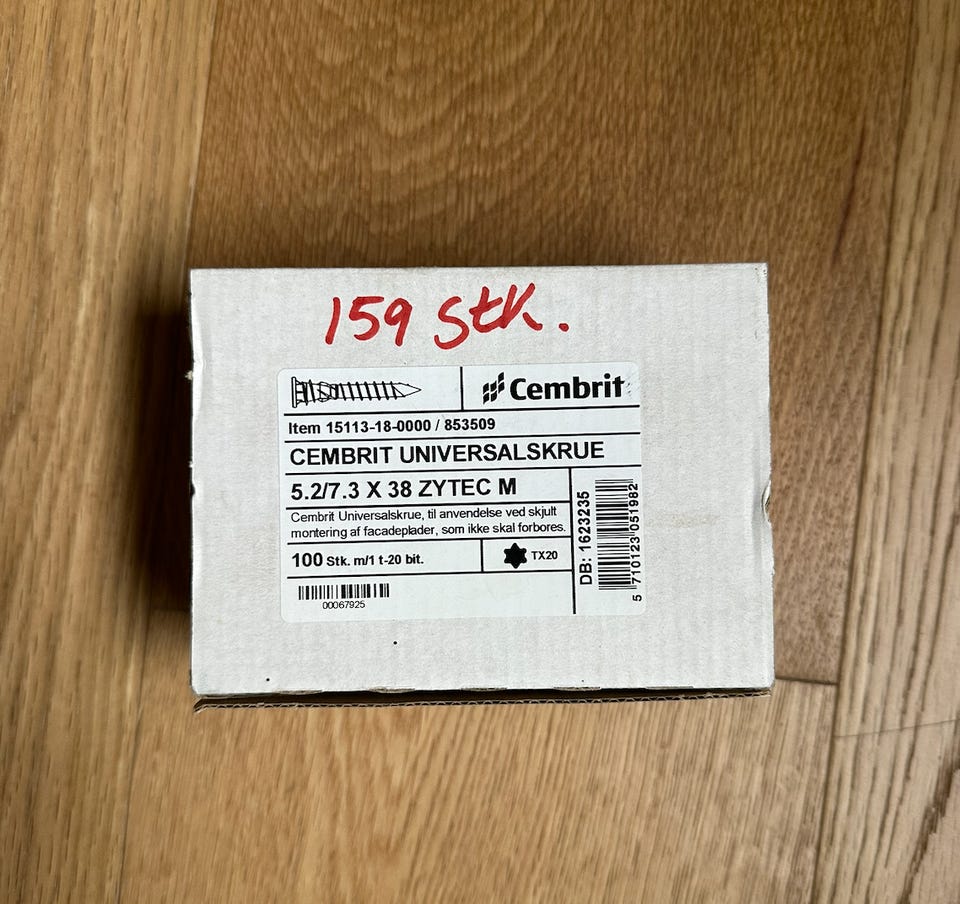 159 Stk.
Cembrit
Item 15113-18-0000 / 853509
CEMBRIT UNIVERSALSKRUE
5.2/7.3 X 38 ZYTEC M
Cembrit Universalskrue, til anvendelse ved skjult
montering af facadeplader, som ikke skal forbores.
100 Stk. m/1 t-20 bit.
TX20
00067925
DB: 1623235
5 710123 051982